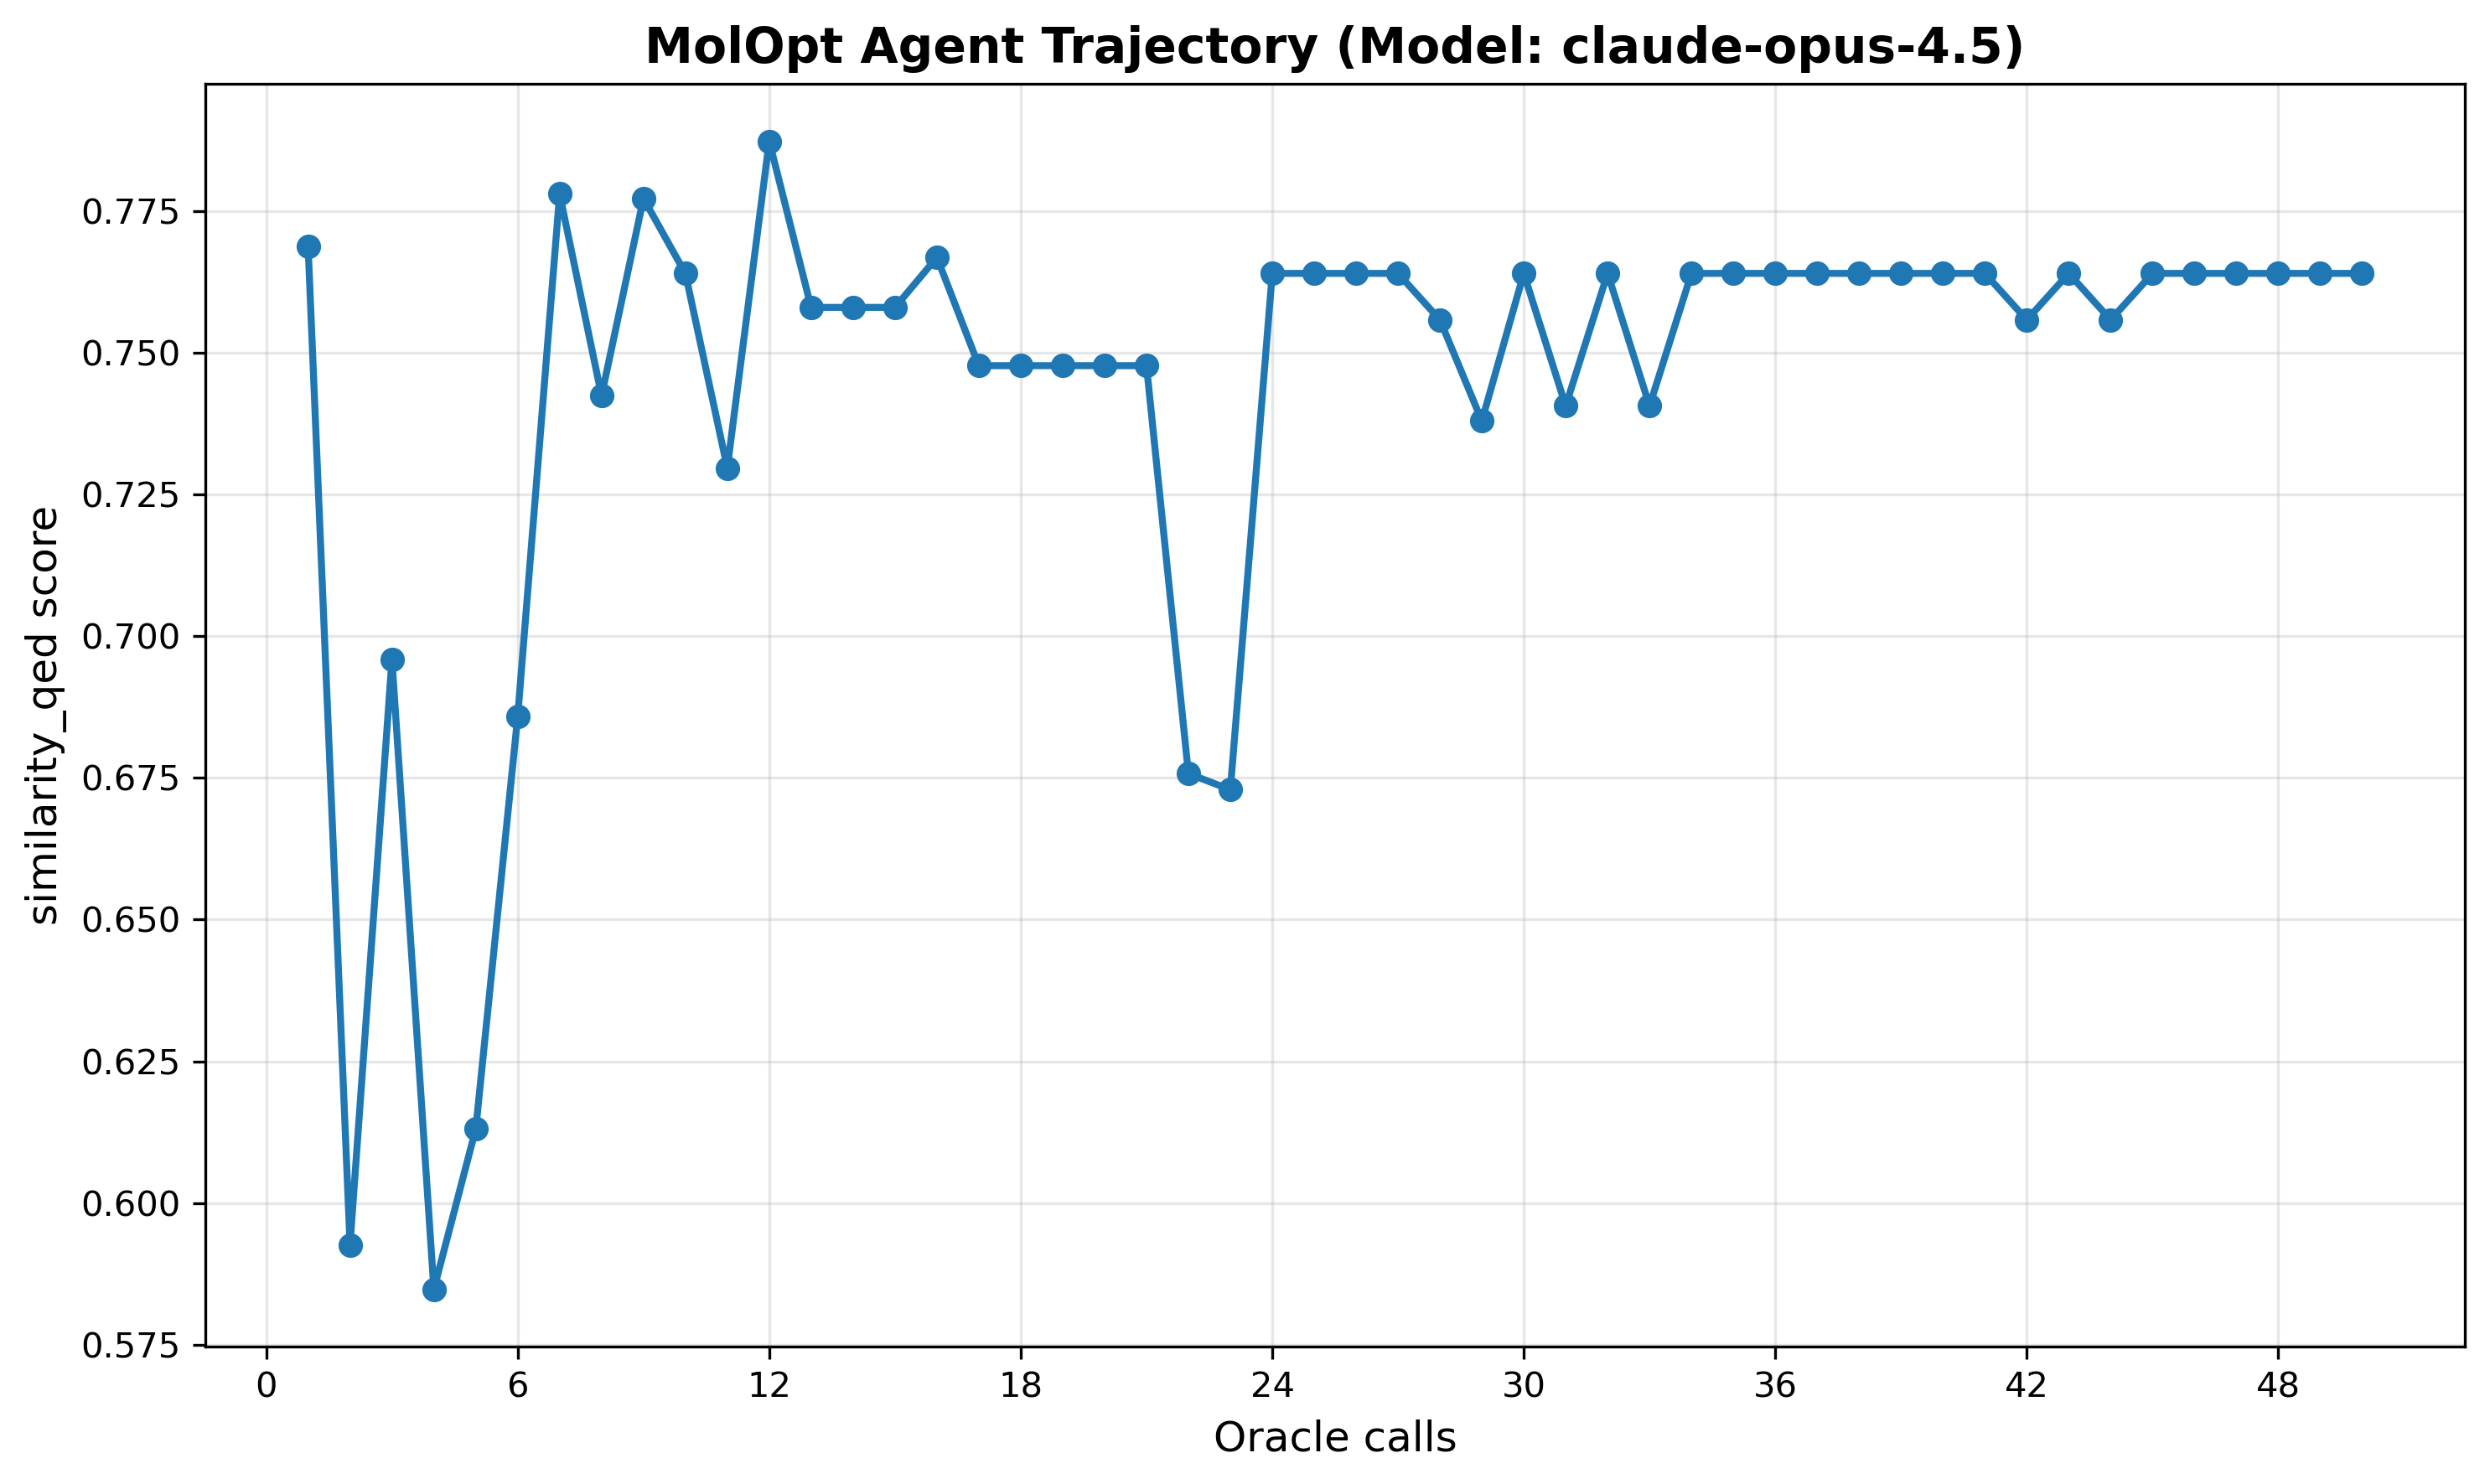 MolOpt Agent Trajectory (Model: claude-opus-4.5)
similarity_qed score
0.775
0.750
0.725
0.700
0.675
0.650
0.625
0.600
0.575
0 6 12 18 24 30 36 42 48
Oracle calls